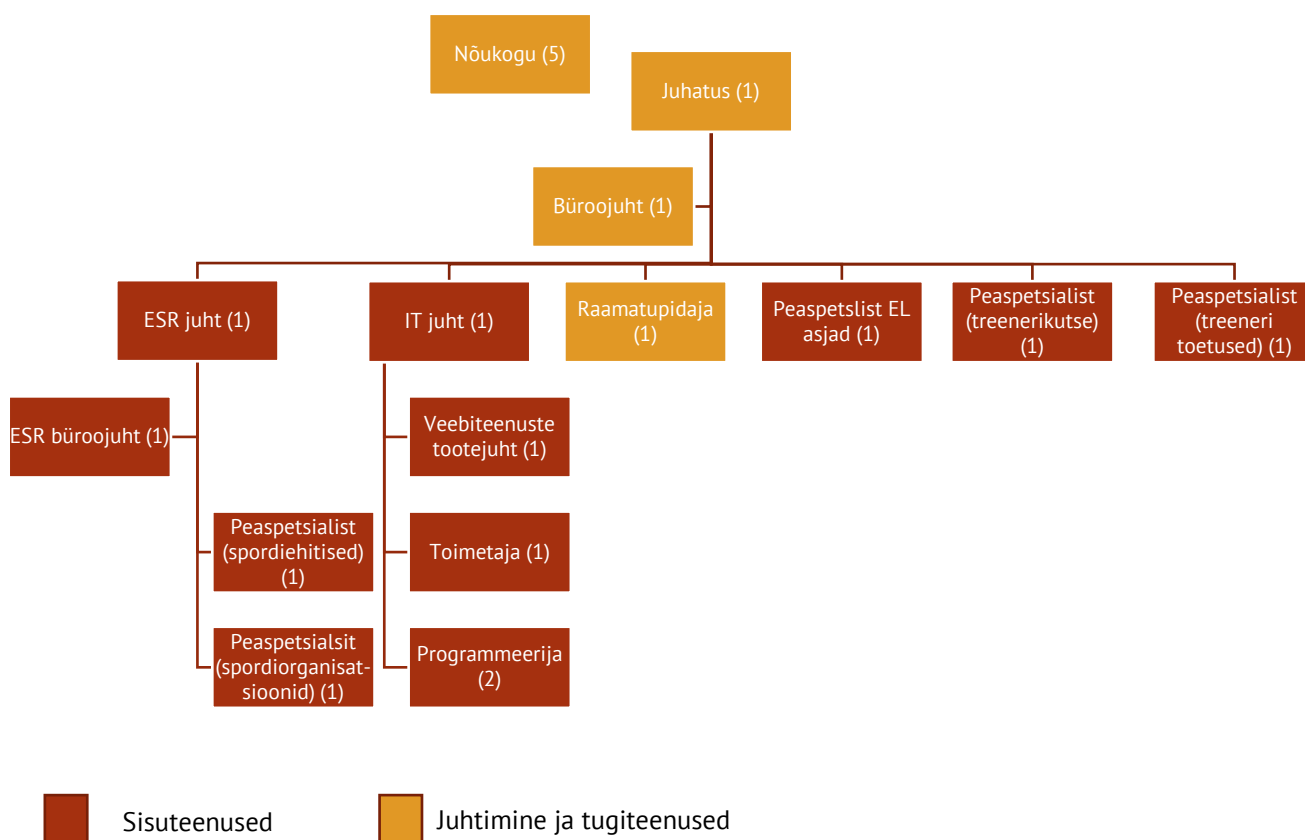 Nõukogu (5)
Juhatus (1)
Büroojuht (1)
ESR juht (1)
IT juht (1)
Raamatupidaja
(1)
Peaspetslist EL
asjad (1)
Peaspetsialist
(treenerikutse)
(1)
Peaspetsialist
(treeneri
toetused) (1)
ESR büroojuht (1)
Veebiteenuste
tootejuht (1)
Peaspetsialist
(spordiehitised)
(1)
Toimetaja (1)
Peaspetsialsit
(spordiorganisat-
sioonid) (1)
Programmeerija
(2)
Sisuteenused
Juhtimine ja tugiteenused